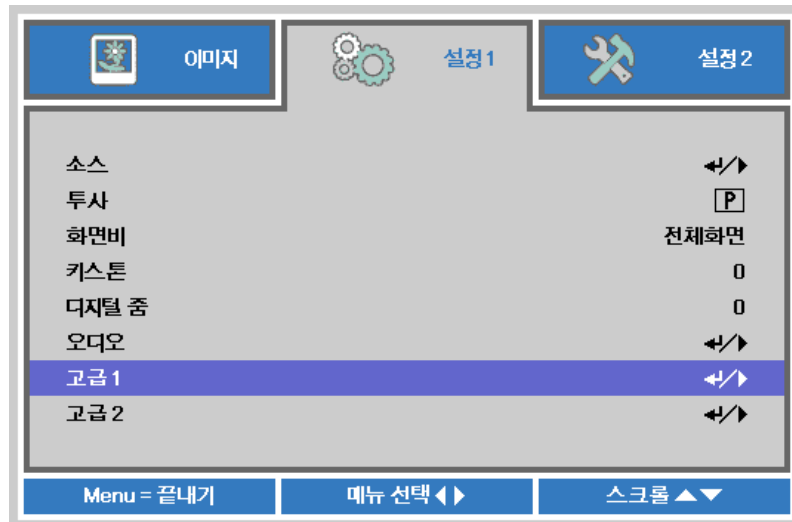 이미지
설정 1
설정 2
소스
투사 P
화면비 전체화면
키스톤 0
디지털 줌 0
오디오
고급 1
고급 2
Menu = 끝내기
메뉴 선택
스크롤